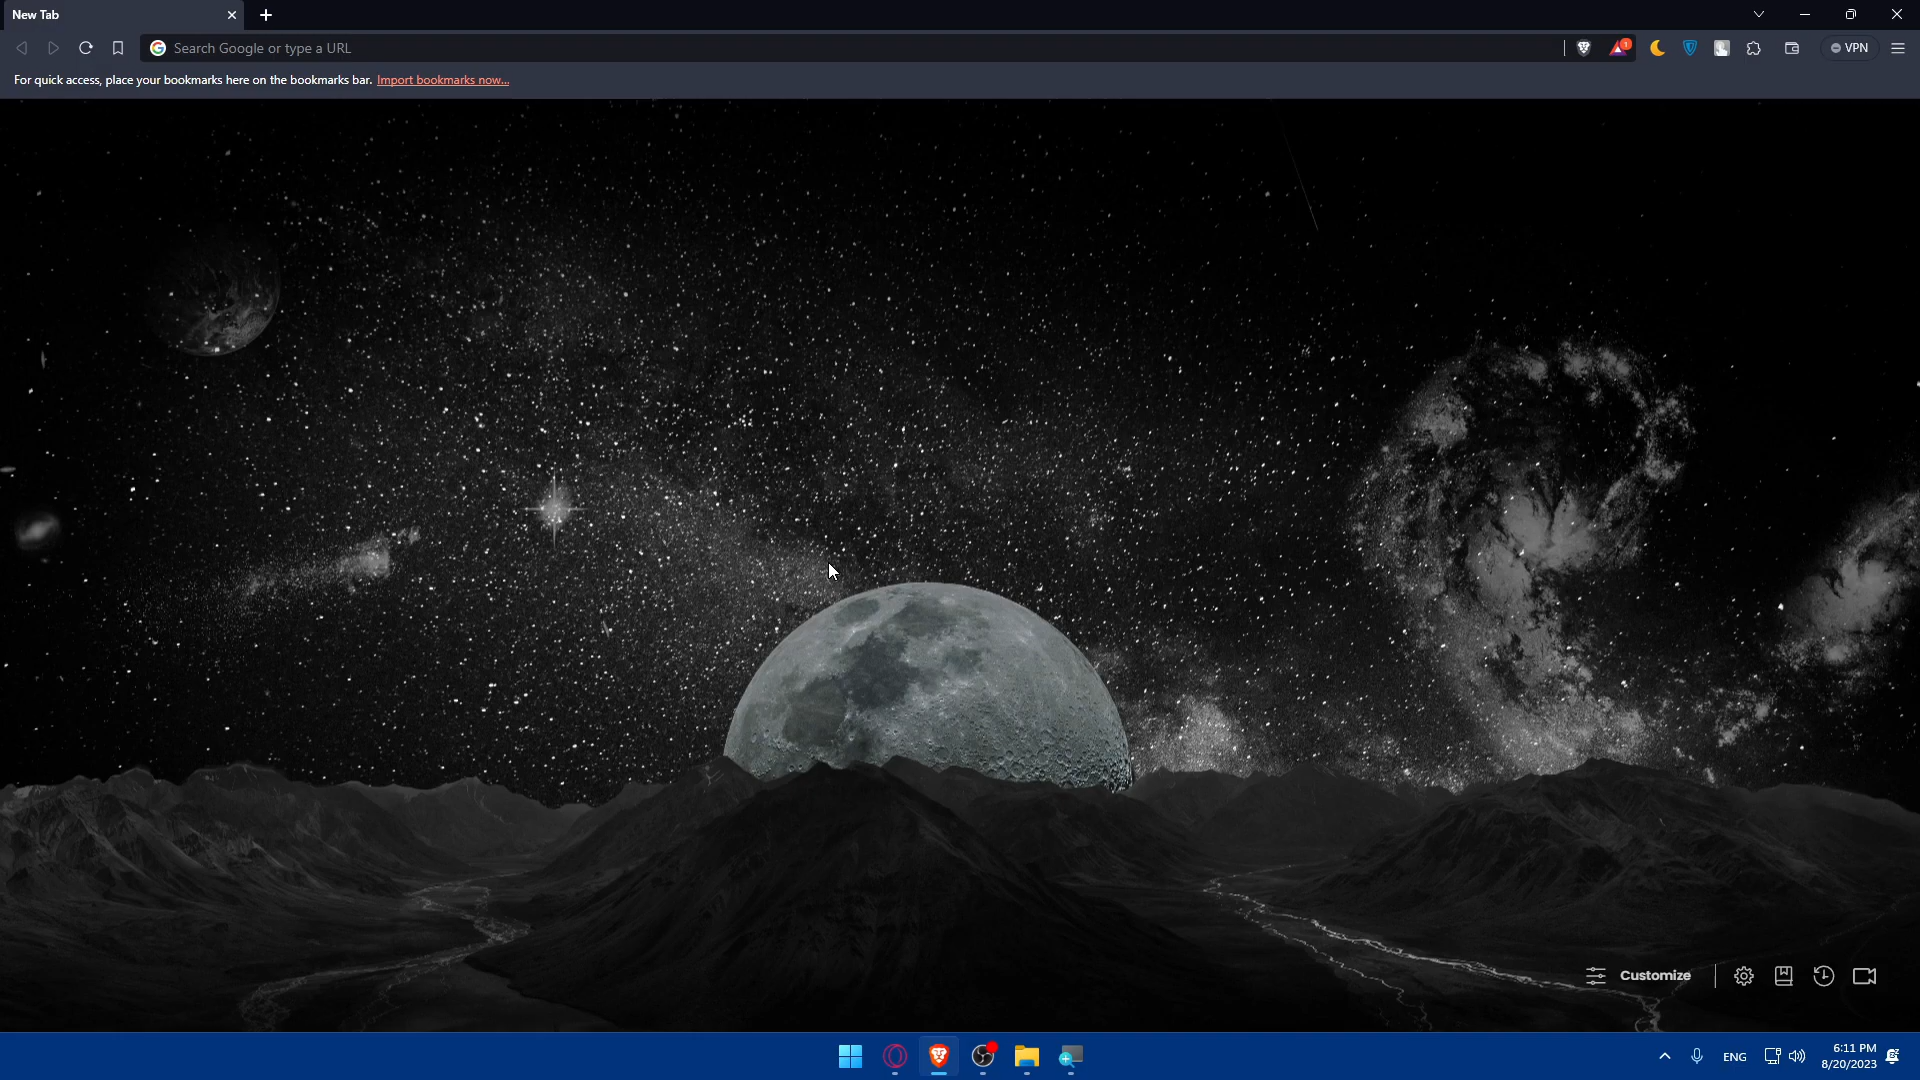 New Tab
Search Google or type a URL
1
VPN
For quick access, place your bookmarks here on the bookmarks bar. Import bookmarks now...
Customize
ENG
6:11 PM
8/20/2023